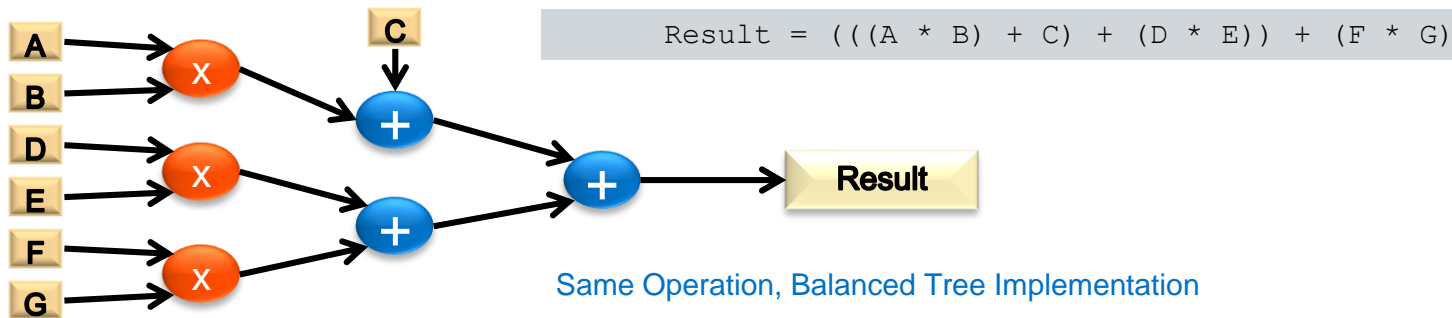 A
B
D
E
F
G
x
x
x
C
+
+
+
Result
Result = (((A * B) + C) + (D * E)) + (F * G)
Same Operation, Balanced Tree Implementation